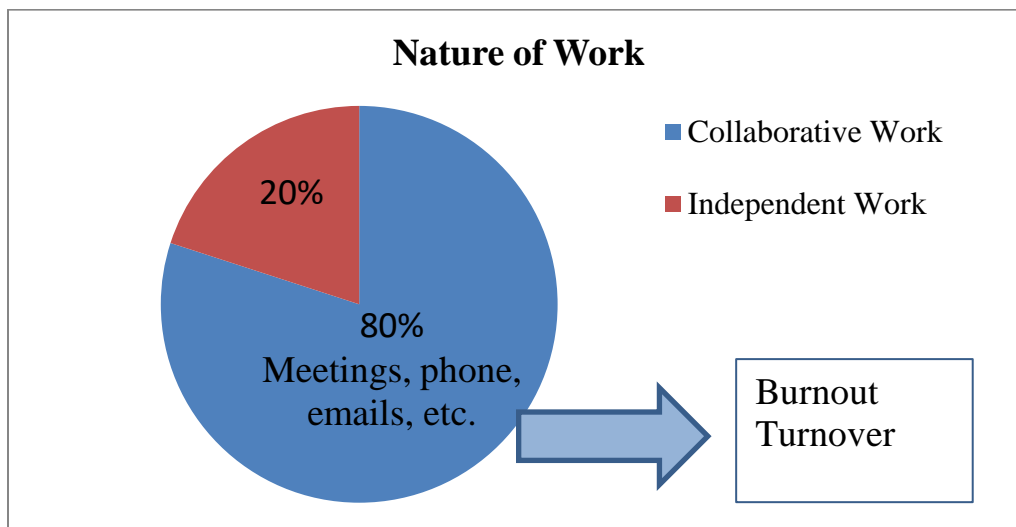 Nature of Work
Collaborative Work
Independent Work
20%
80%
Meetings, phone,
emails, etc.
Burnout
Turnover